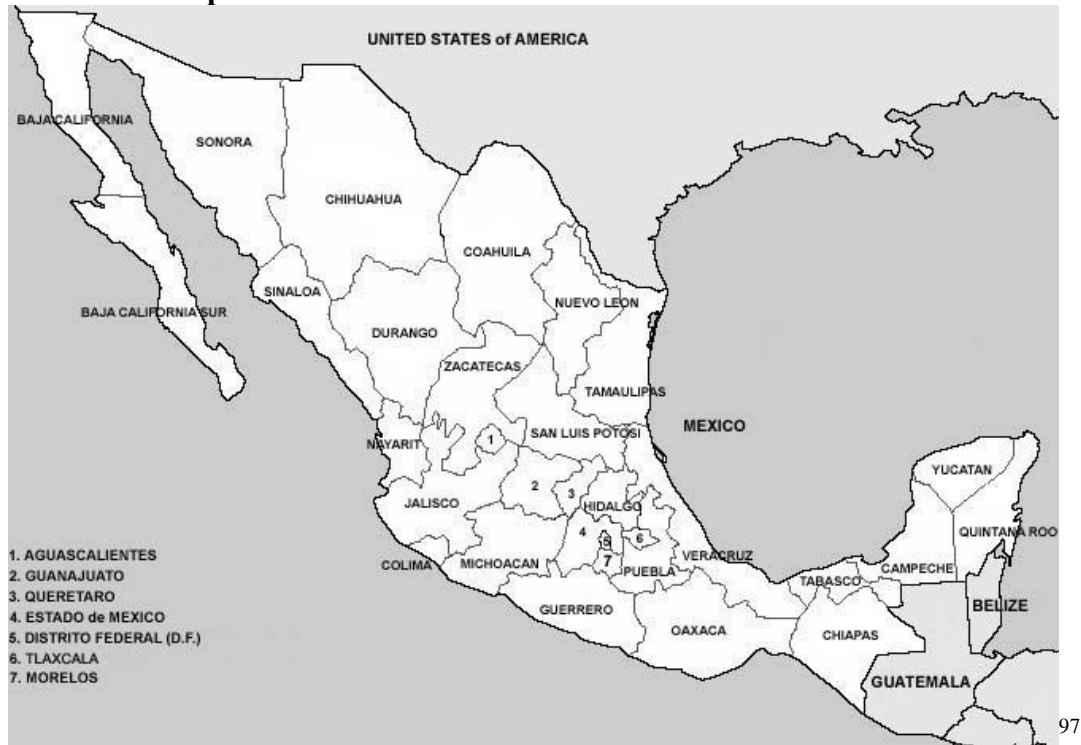 UNITED STATES of AMERICA
BAJA CALIFORNIA
SONORA
CHIHUAHUA
COAHUILA
SINALOA
NUEVO LEON
BAJA CALIFORNIA SUR
DURANGO
ZACATECAS
TAMAULIPAS
MEXICO
NAYARIT
1
SAN LUIS POTOSI
YUCATAN
2
3
JALISCO
HIDALGO
4
5
6
QUINTANA ROO
1. AGUASCALIENTES
2. GUANAJUATO
3. QUERETARO
4. ESTADO de MEXICO
5. DISTRITO FEDERAL (D.F.)
6. TLAXCALA
7. MORELOS
COLIMA
MICHOACAN
7
PUEBLA
VERACRUZ
TABASCO
CAMPECHE
GUERRERO
OAXACA
CHIAPAS
BELIZE
GUATEMALA
97